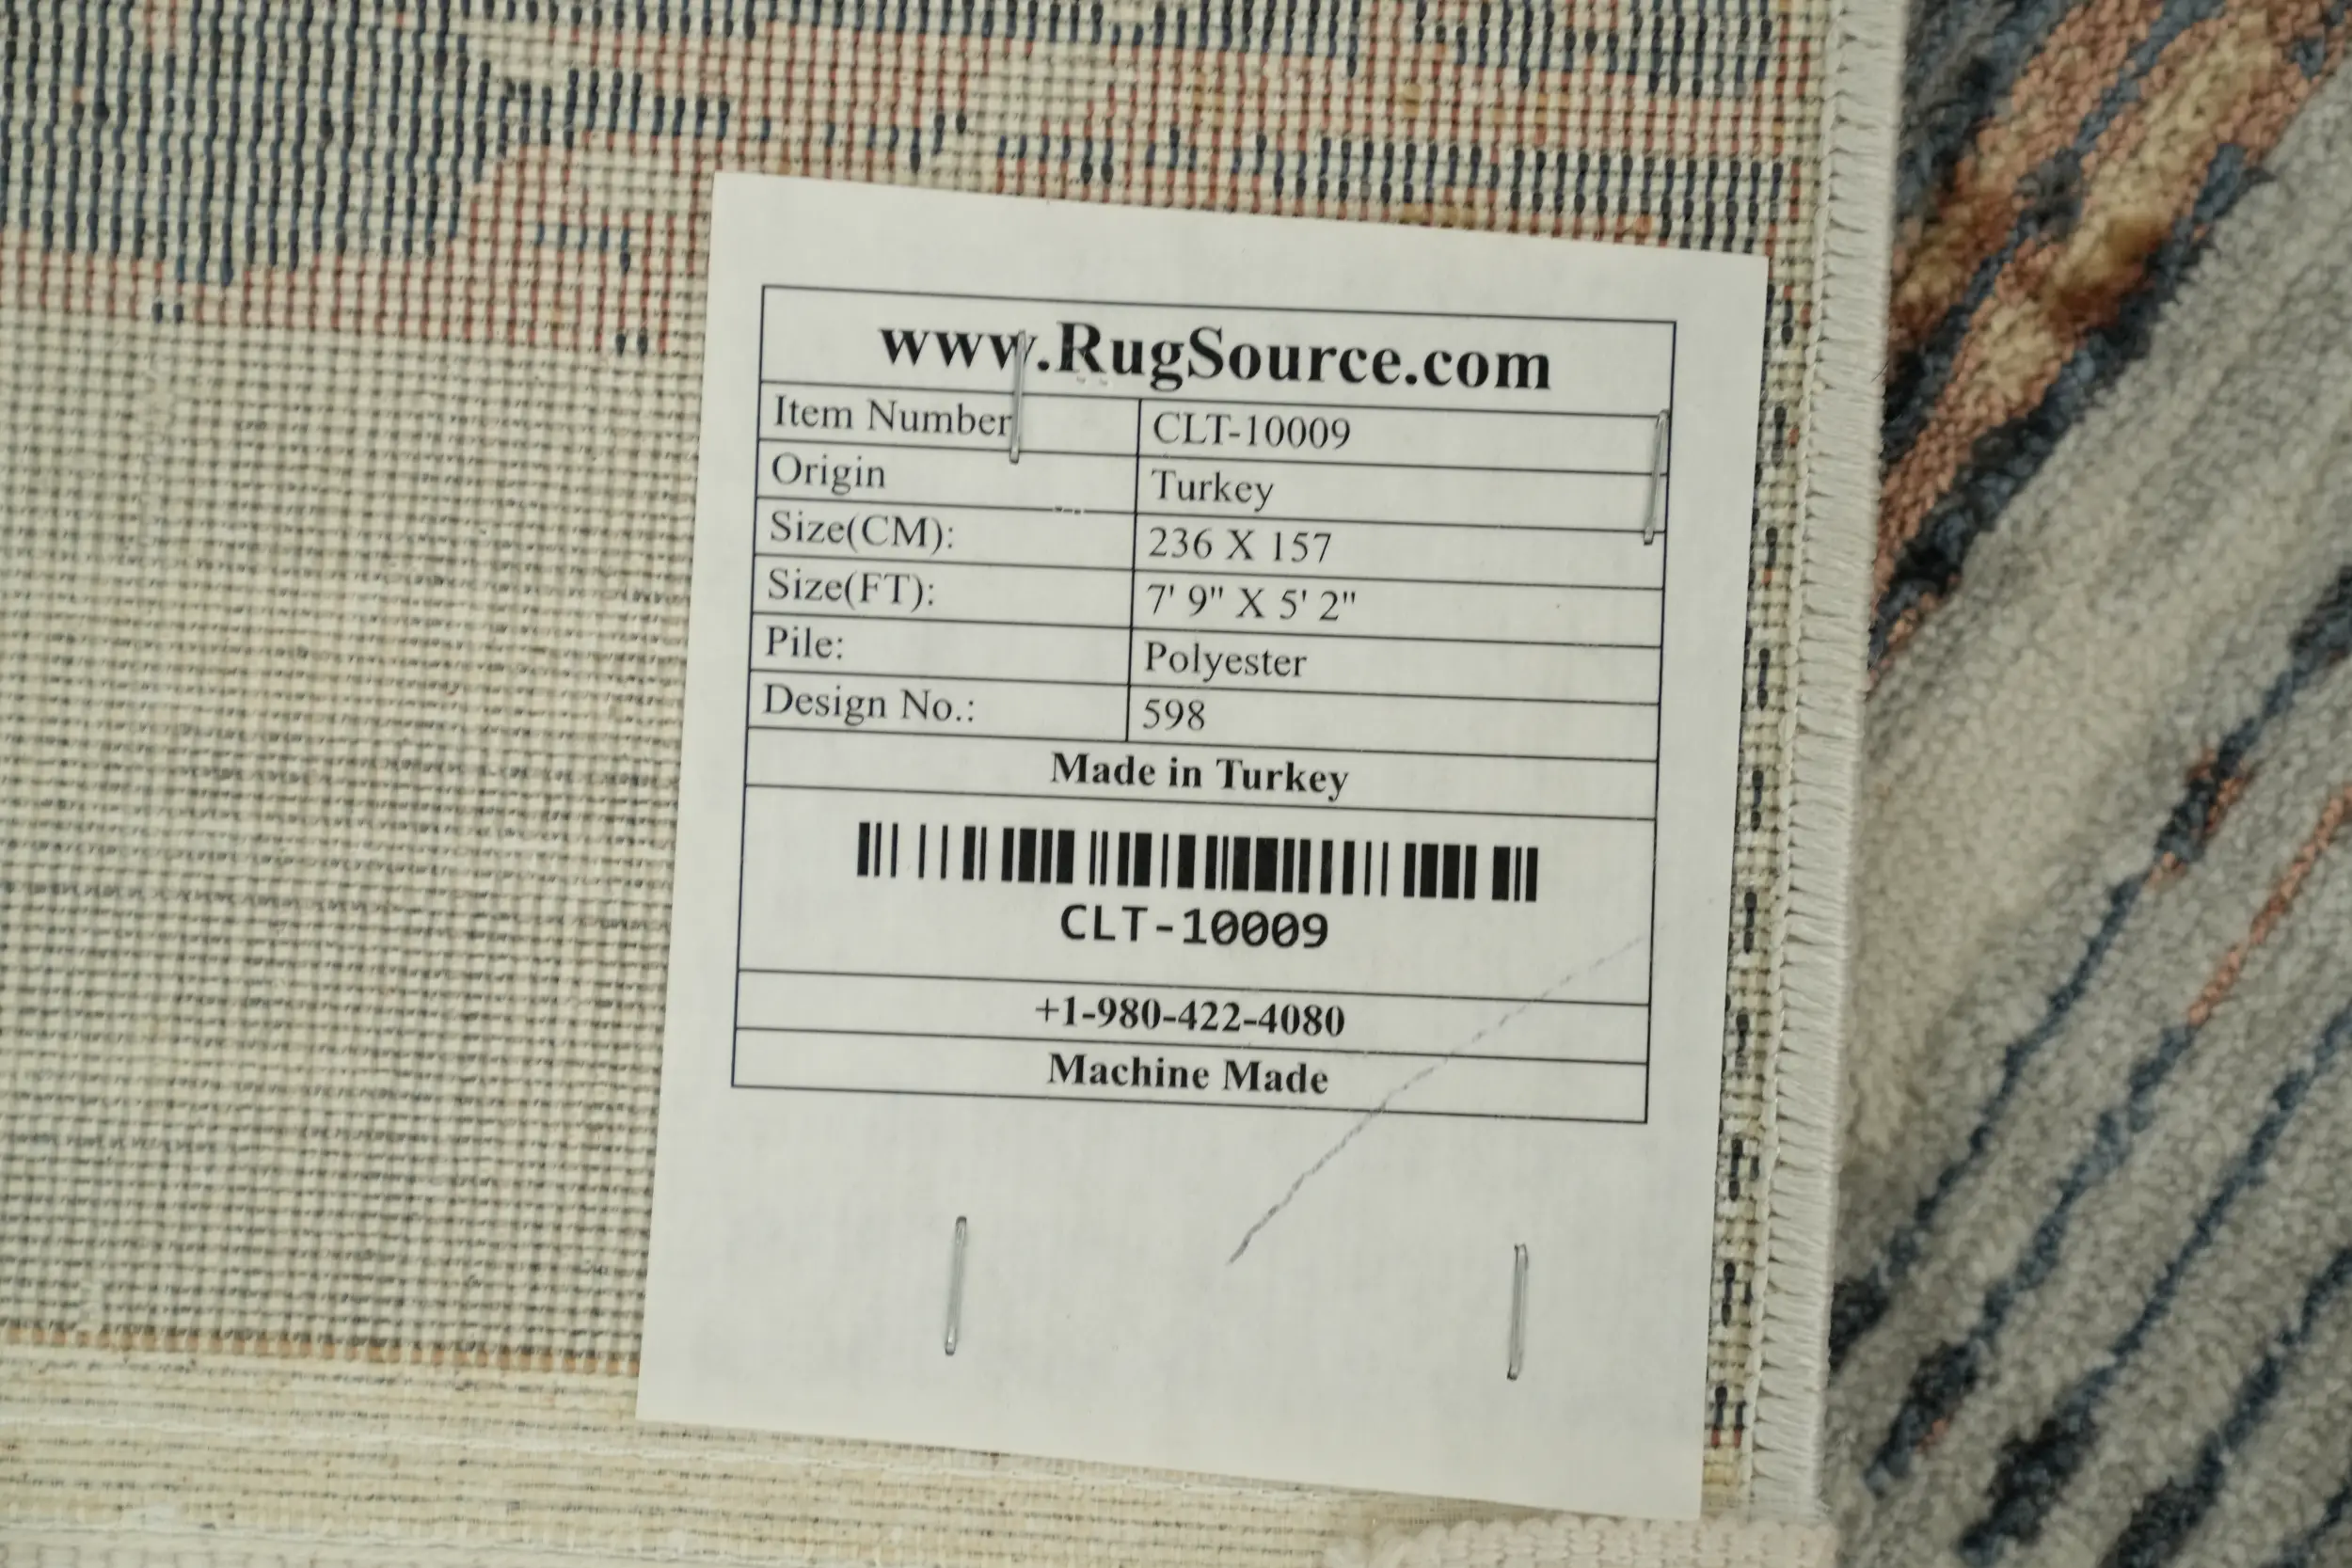 www.RugSource.com
Item Number CLT-10009
Origin Turkey
Size(CM): 236 X 157
Size(FT): 7' 9" X 5' 2"
Pile: Polyester
Design No.: 598
Made in Turkey
CLT-10009
+1-980-422-4080
Machine Made